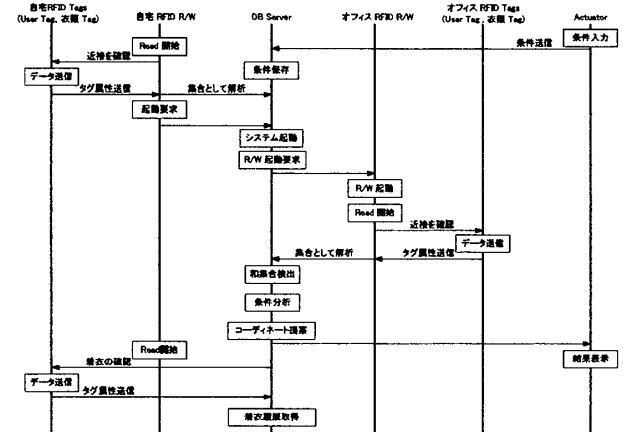 自宅RFID Tags
(User Tag, 衣類 Tag)
自宅 RFID R/W
DB Server
オフィス RFID R/W
オフィス RFID Tags
(User Tag, 衣類 Tag)
Actuator
Read 開始
条件送信
条件入力
近接を確認
データ送信
条件保存
タグ属性送信
集合として解析
起動要求
システム起動
R/W 起動要求
R/W 起動
Read 開始
近接を確認
データ送信
集合として解析
タグ属性送信
和集合検出
条件分析
コーディネート提案
Read開始
着衣の確認
結果表示
データ送信
タグ属性送信
着衣履歴取得